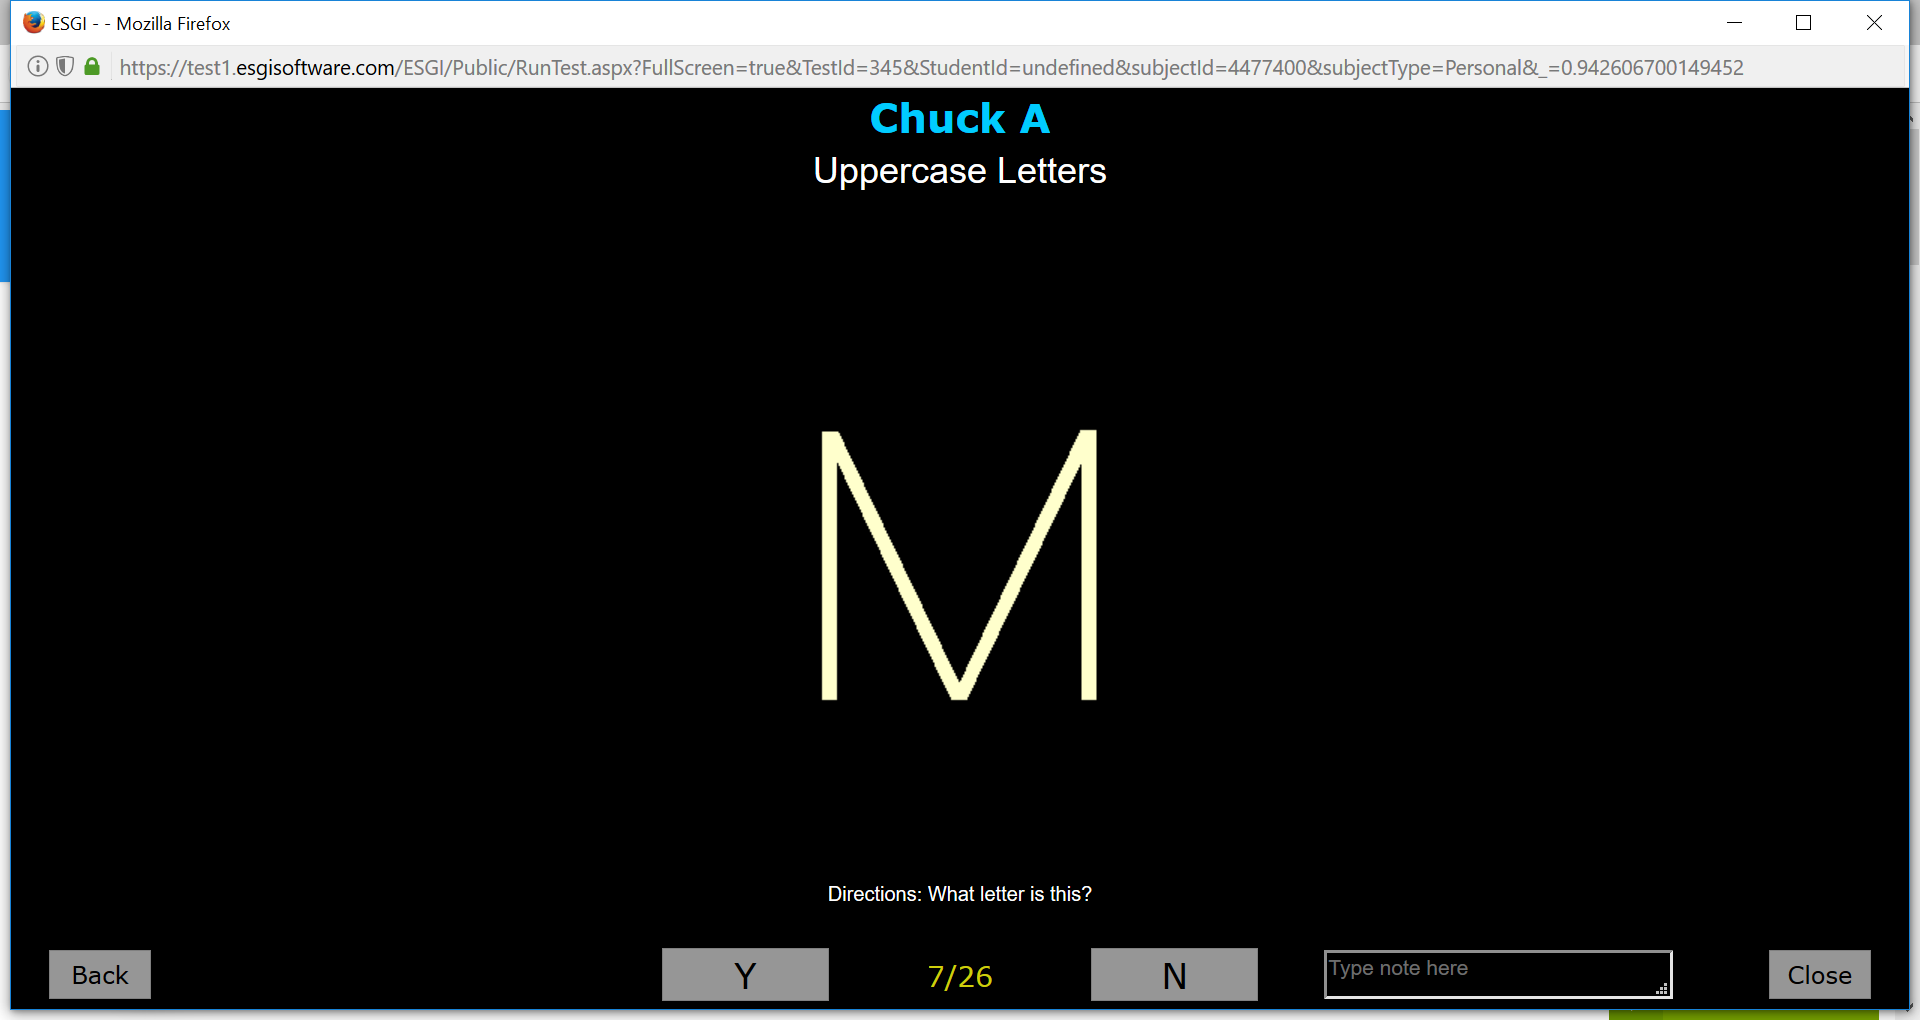 ESGI - - Mozilla Firefox
https://test1.esgisoftware.com/ESGI/Public/RunTest.aspx?FullScreen=true&TestId=345&StudentId=undefined&subjectId=4477400&subjectType=Personal&_=0.942606700149452
Chuck A
Uppercase Letters
M
Directions: What letter is this?
Back Y 7/26 N Type note here Close